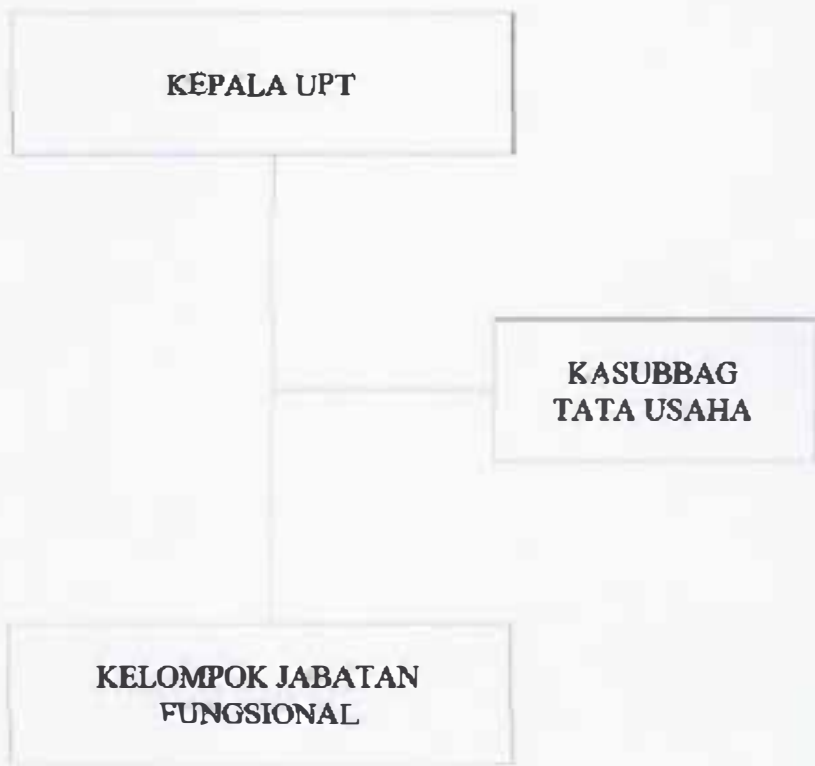 KEPALA UPT
KASUBBAG
TATA USAHA
KELOMPOK JABATAN
FUNGSIONAL